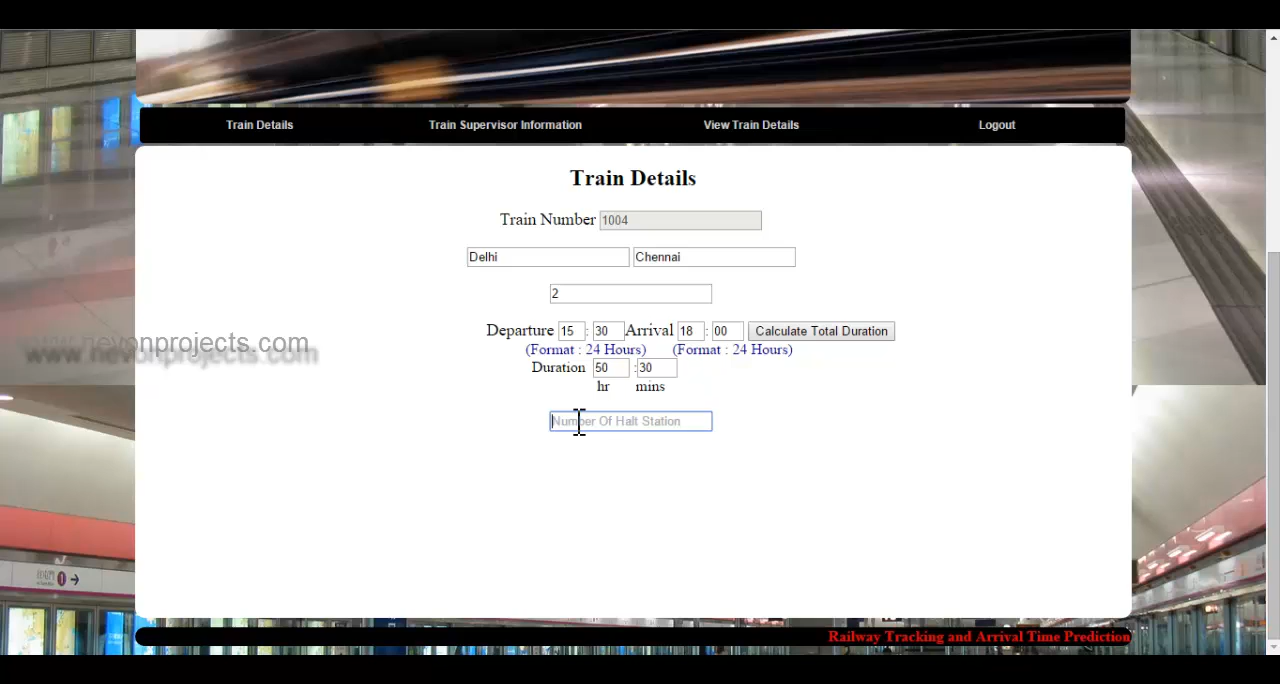 Train Details Train Supervisor Information View Train Details Logout
Train Details
Train Number 1004
Delhi Chennai
2
Departure 15 : 30 Arrival 18 : 00 Calculate Total Duration
(Format : 24 Hours) (Format : 24 Hours)
Duration 50 : 30
hr mins
Number Of Halt Station
www.nevonprojects.com
Railway Tracking and Arrival Time Prediction